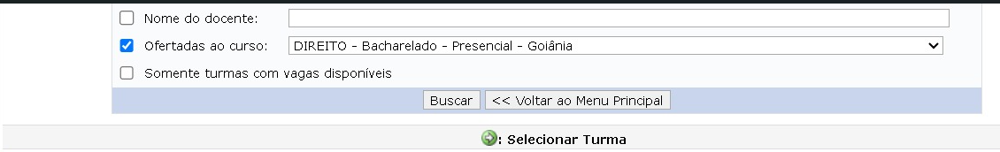 Nome do docente:
Ofertadas ao curso: DIREITO - Bacharelado - Presencial - Goiânia
Somente turmas com vagas disponíveis
Buscar << Voltar ao Menu Principal
: Selecionar Turma